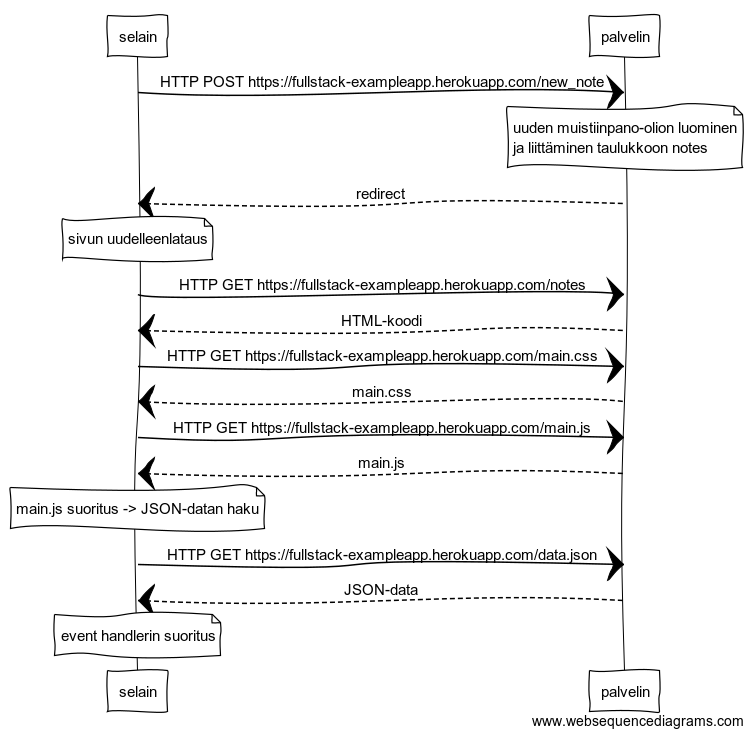 selain
palvelin
HTTP POST https://fullstack-exampleapp.herokuapp.com/new_note
uuden muistiinpano-olion luominen
ja liittäminen taulukkoon notes
redirect
sivun uudelleenlataus
HTTP GET https://fullstack-exampleapp.herokuapp.com/notes
HTML-koodi
HTTP GET https://fullstack-exampleapp.herokuapp.com/main.css
main.css
HTTP GET https://fullstack-exampleapp.herokuapp.com/main.js
main.js
main.js suoritus -> JSON-datan haku
HTTP GET https://fullstack-exampleapp.herokuapp.com/data.json
JSON-data
event handlerin suoritus
selain
palvelin
www.websequencediagrams.com